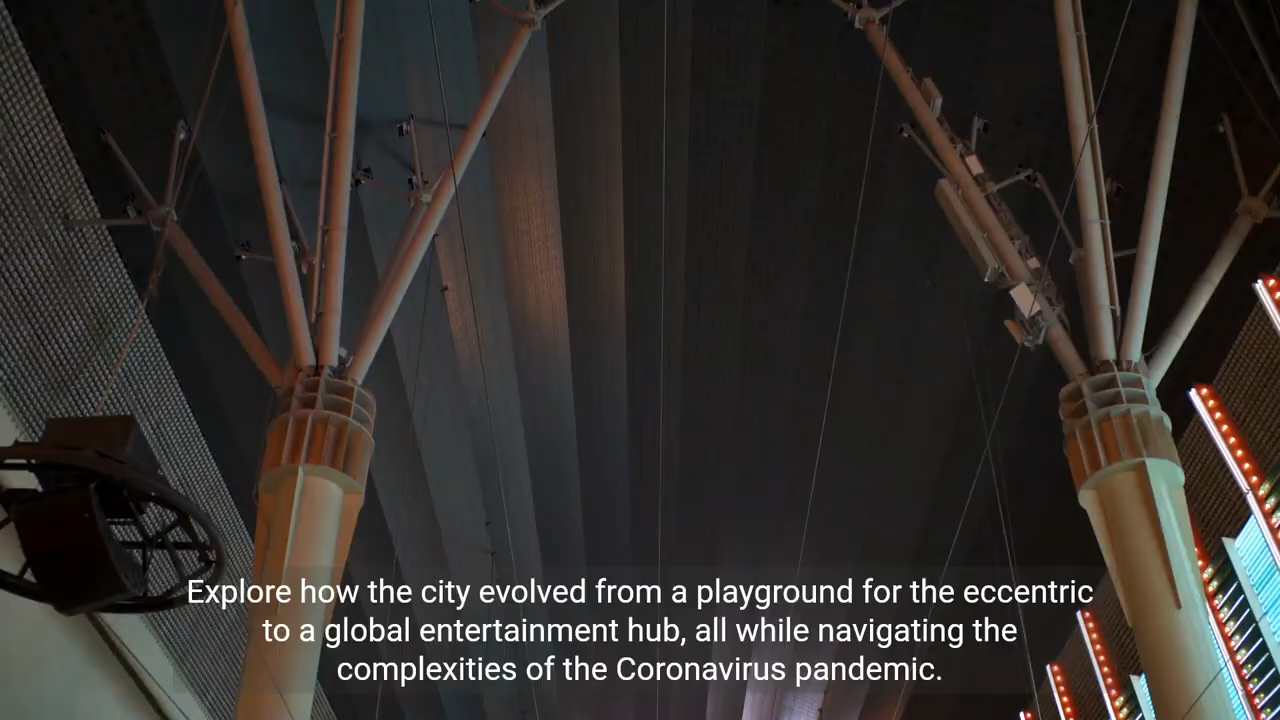 Explore how the city evolved from a playground for the eccentric
to a global entertainment hub, all while navigating the
complexities of the Coronavirus pandemic.